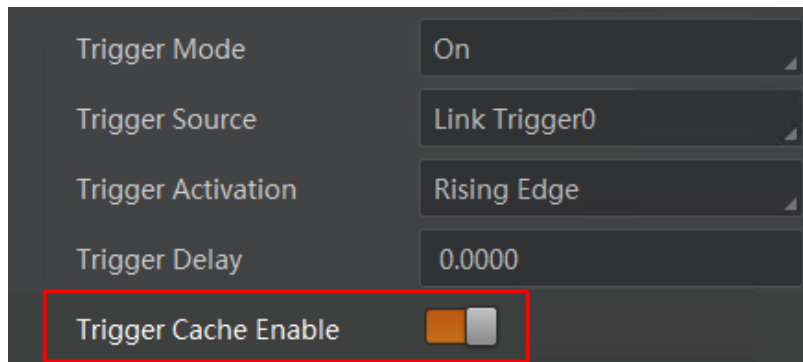 Trigger Mode On
Trigger Source Link Trigger0
Trigger Activation Rising Edge
Trigger Delay 0.0000
Trigger Cache Enable